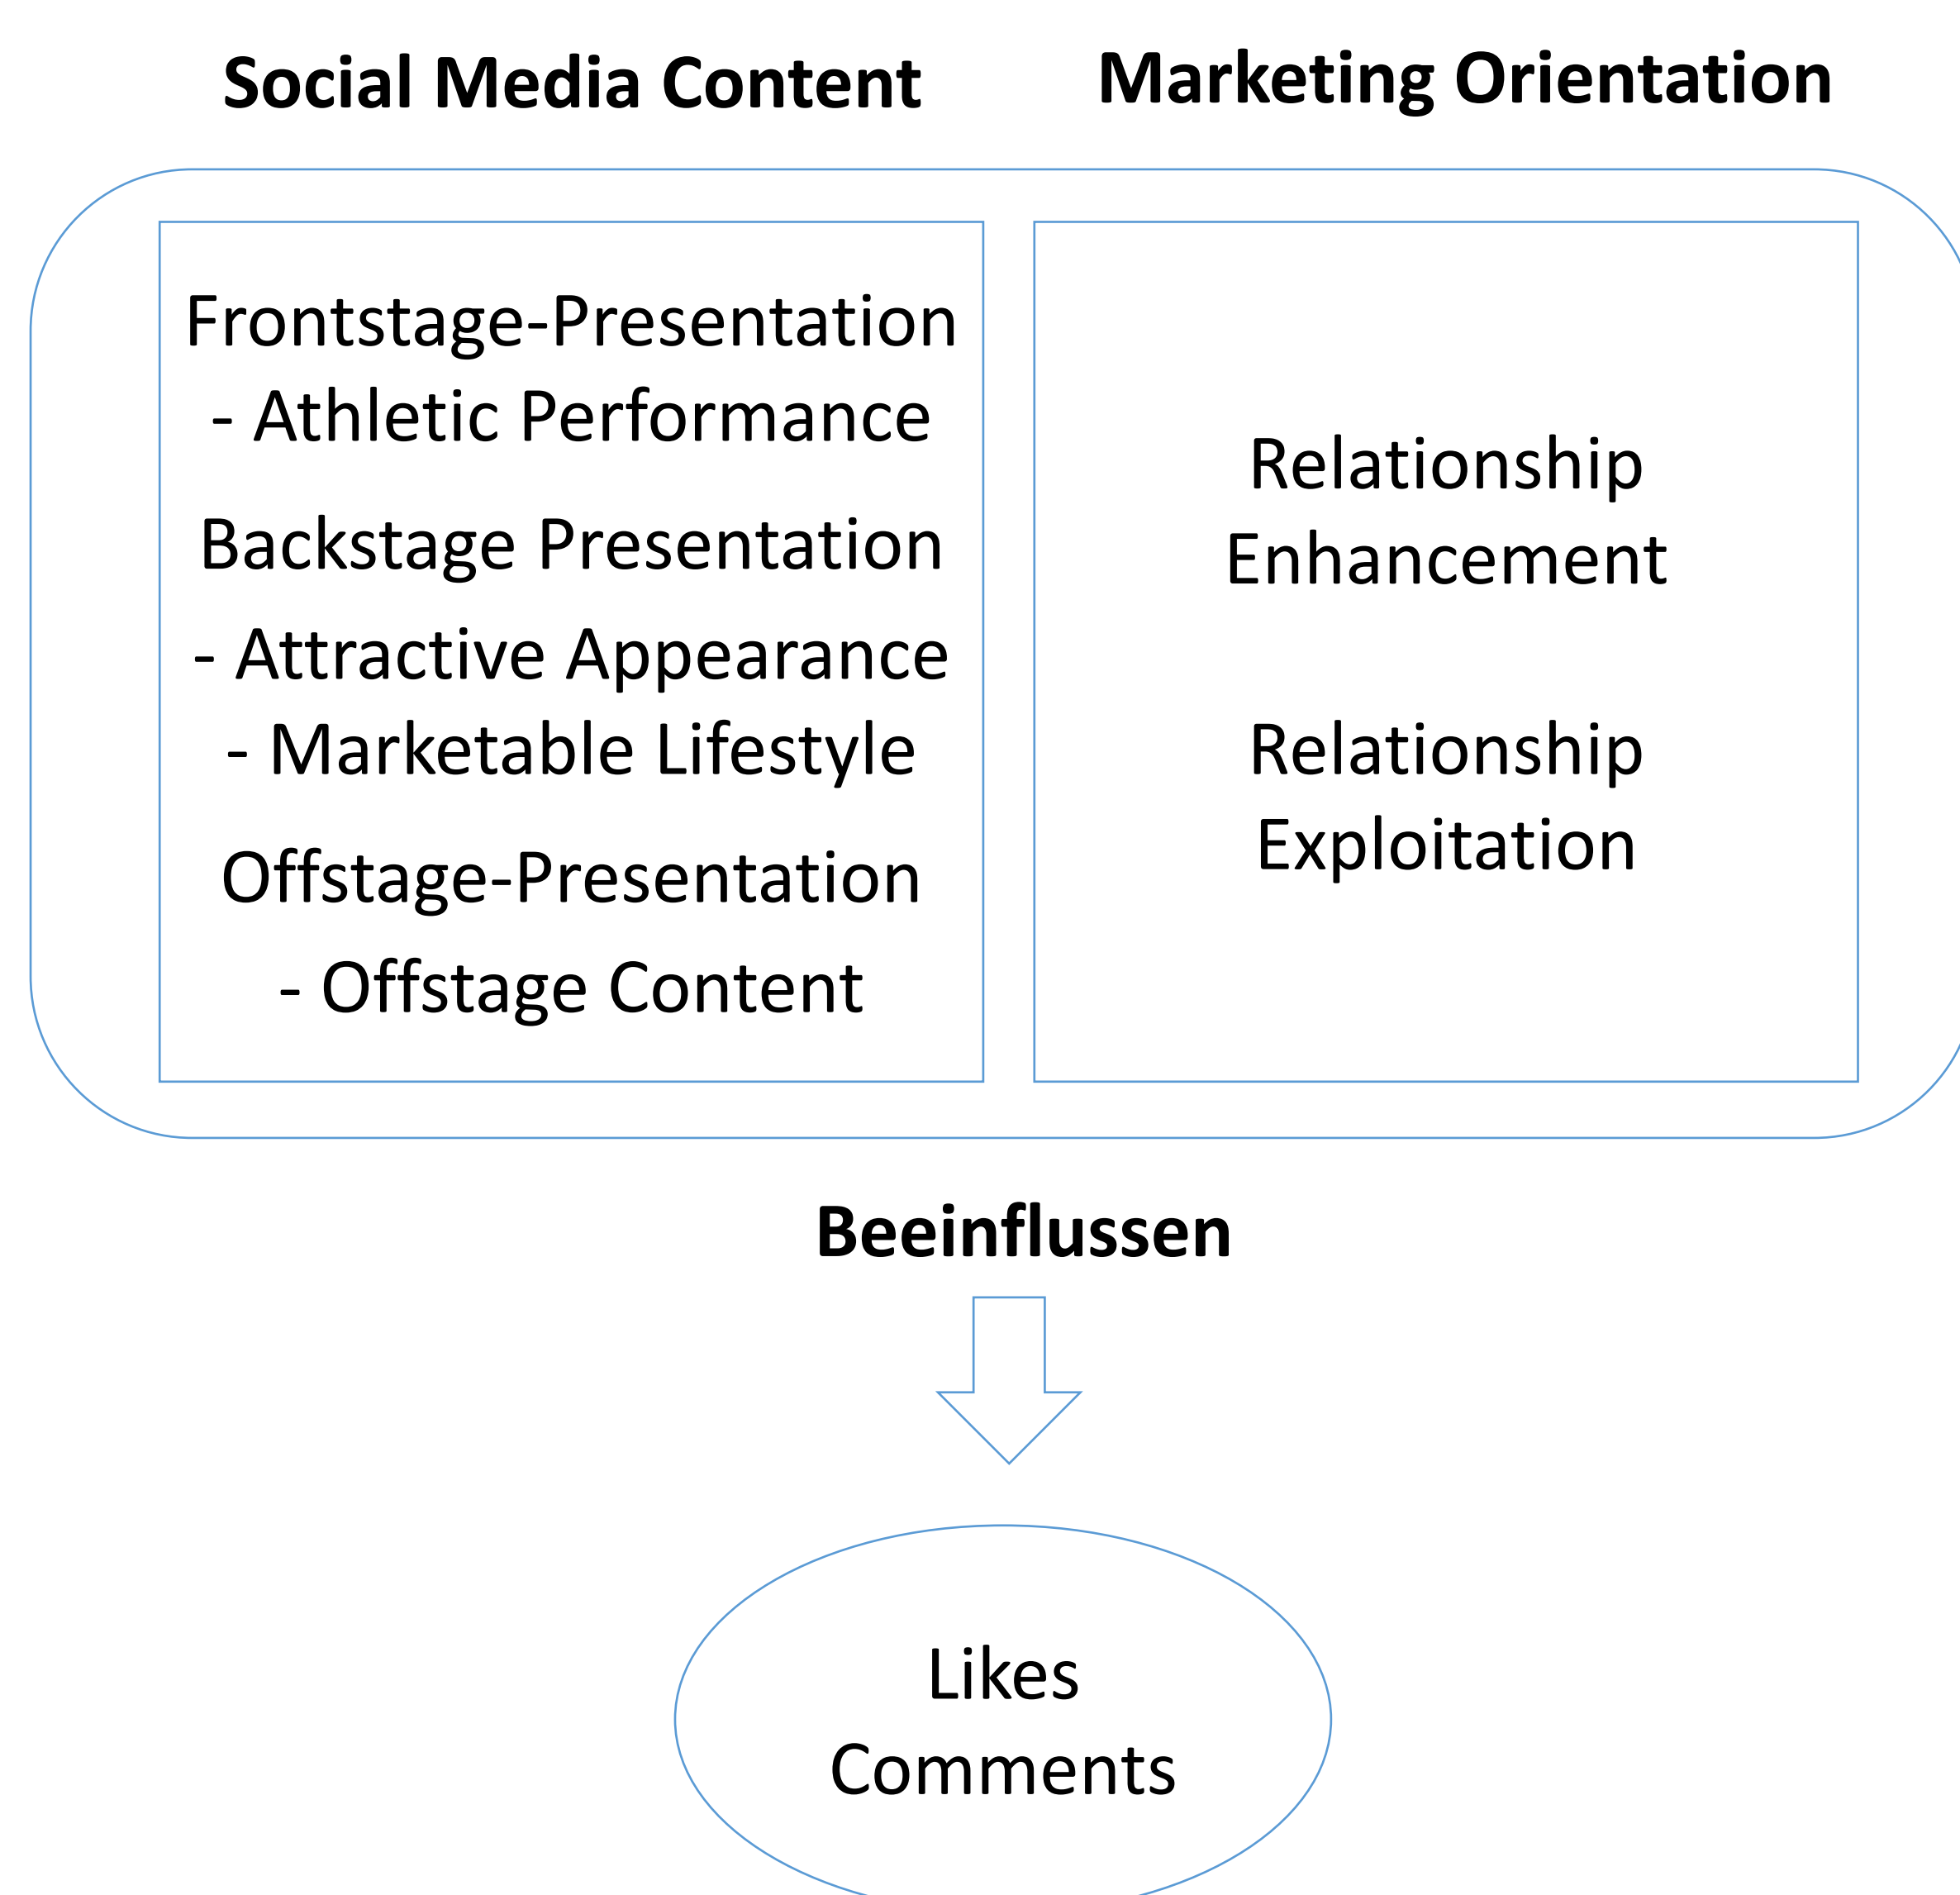 Social Media Content
Marketing Orientation
Frontstage-Presentation
- Athletic Performance
Backstage Presentation
- Attractive Appearance
- Marketable Lifestyle
Offstage-Presentation
- Offstage Content
Relationship
Enhancement
Relationship
Exploitation
Beeinflussen
Likes
Comments